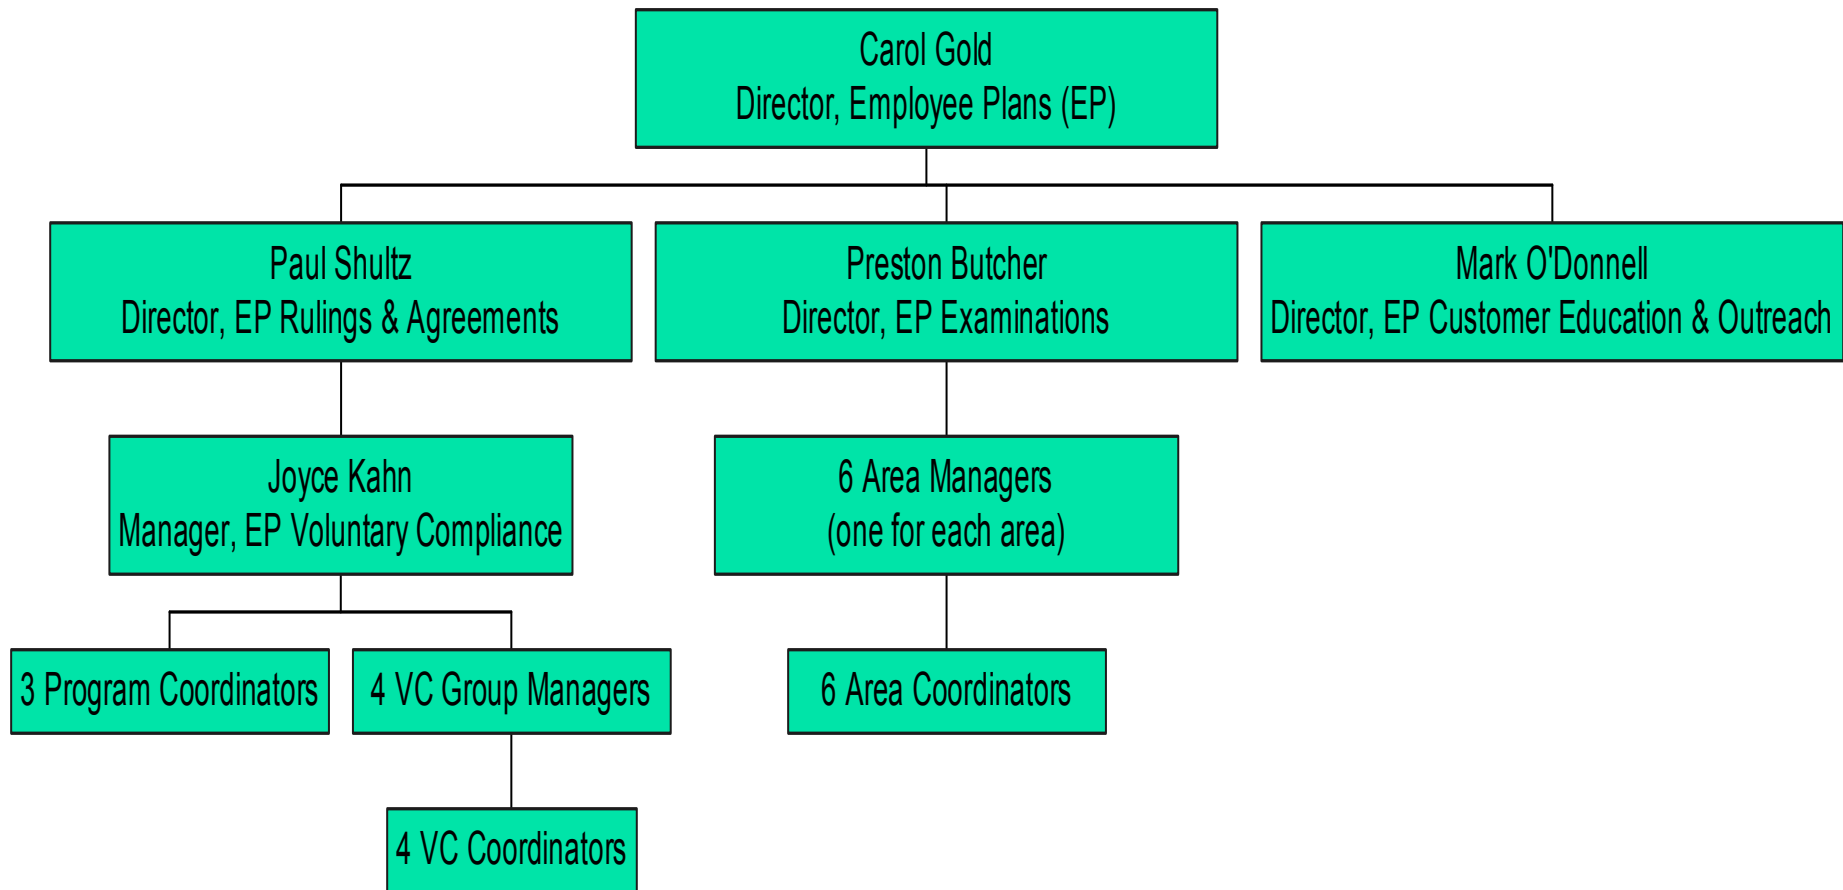 Carol Gold
Director, Employee Plans (EP)
Paul Shultz
Director, EP Rulings & Agreements
Preston Butcher
Director, EP Examinations
Mark O'Donnell
Director, EP Customer Education & Outreach
Joyce Kahn
Manager, EP Voluntary Compliance
6 Area Managers
(one for each area)
3 Program Coordinators
4 VC Group Managers
6 Area Coordinators
4 VC Coordinators